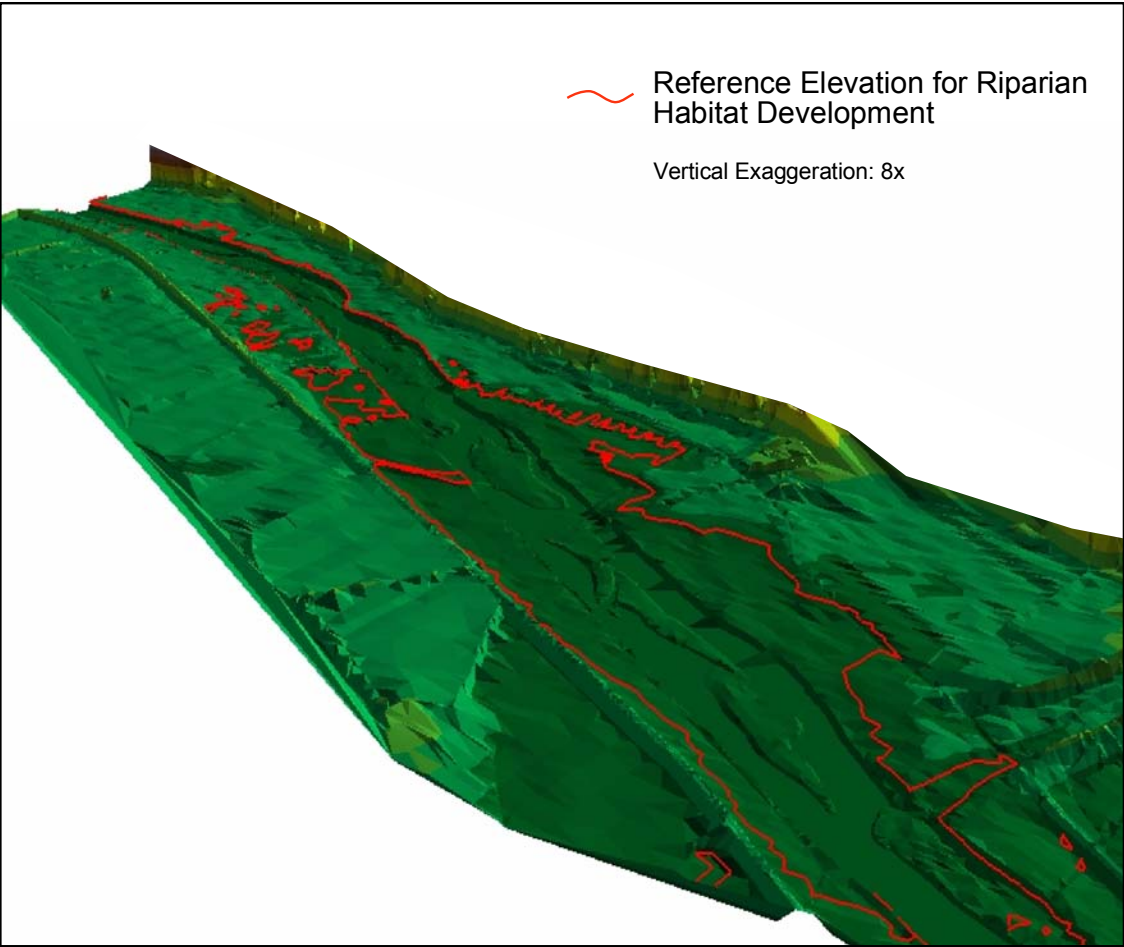 Reference Elevation for Riparian
Habitat Development
Vertical Exaggeration: 8x